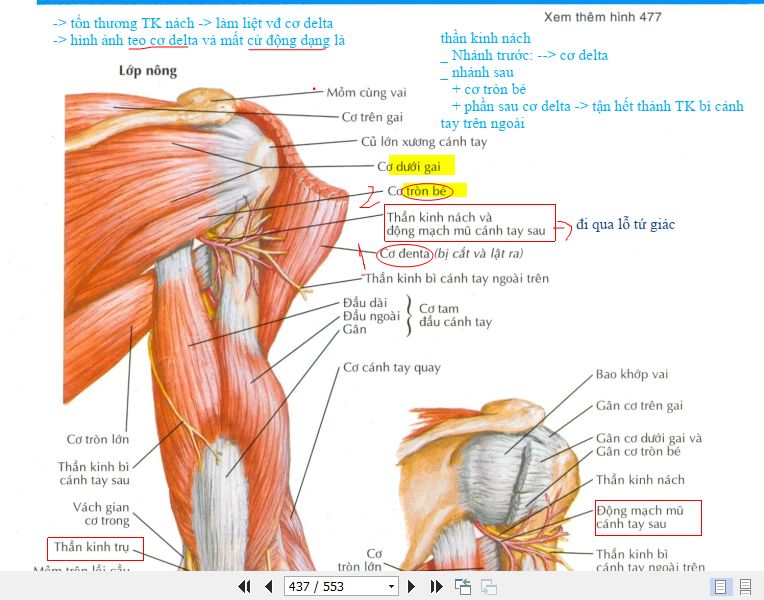 -> tồn thương TK nách -> làm liệt vđ cơ delta
-> hình ảnh teo cơ delta và mất cử động dạng là
Xem thêm hình 477
thần kinh nách
_ Nhánh trước: --> cơ delta
_ nhánh sau
+ cơ tròn bé
+ phần sau cơ delta -> tận hết thành TK bì cánh
tay trên ngoài
Lớp nông
Mỏm cùng vai
Cơ trên gai
Củ lớn xương cánh tay
Cơ dưới gai
2
Cơ tròn bé
Thần kinh nách và
động mạch mũ cánh tay sau
đi qua lỗ tứ giác
1
Cơ denta (bị cắt và lật ra)
Thần kinh bì cánh tay ngoài trên
Đầu dài
Đầu ngoài
Gân
Cơ tam
đầu cánh tay
Cơ cánh tay quay
Cơ tròn lớn
Thần kinh bì
cánh tay sau
Vách gian
cơ trong
Thần kinh trụ
Mỏm trên lồi cầu
Bao khớp vai
Gân cơ trên gai
Gân cơ dưới gai và
Gân cơ tròn bé
Thần kinh nách
Động mạch mũ
cánh tay sau
Thần kinh bì
cánh tay ngoài trên
Cơ
tròn lớn
437 / 553